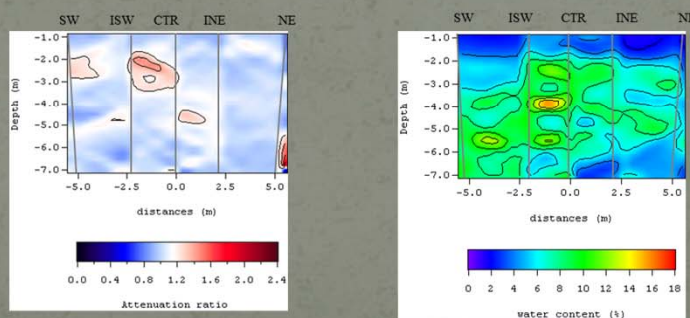 SW ISW CTR INE NE
-1.0
-2.0
-3.0
-4.0
-5.0
-6.0
-7.0
Depth (m)
-5.0 -2.5 0.0 2.5 5.0
distances (m)
0.0 0.4 0.8 1.2 1.6 2.0 2.4
Attenuation ratio
SW ISW CTR INE
-1.0
-2.0
-3.0
-4.0
-5.0
-6.0
-7.0
Depth (m)
-5.0 -2.5 0.0 2.5 5.0
distances (m)
0 2 4 6 8 10 12 14 16 18
water content (%)